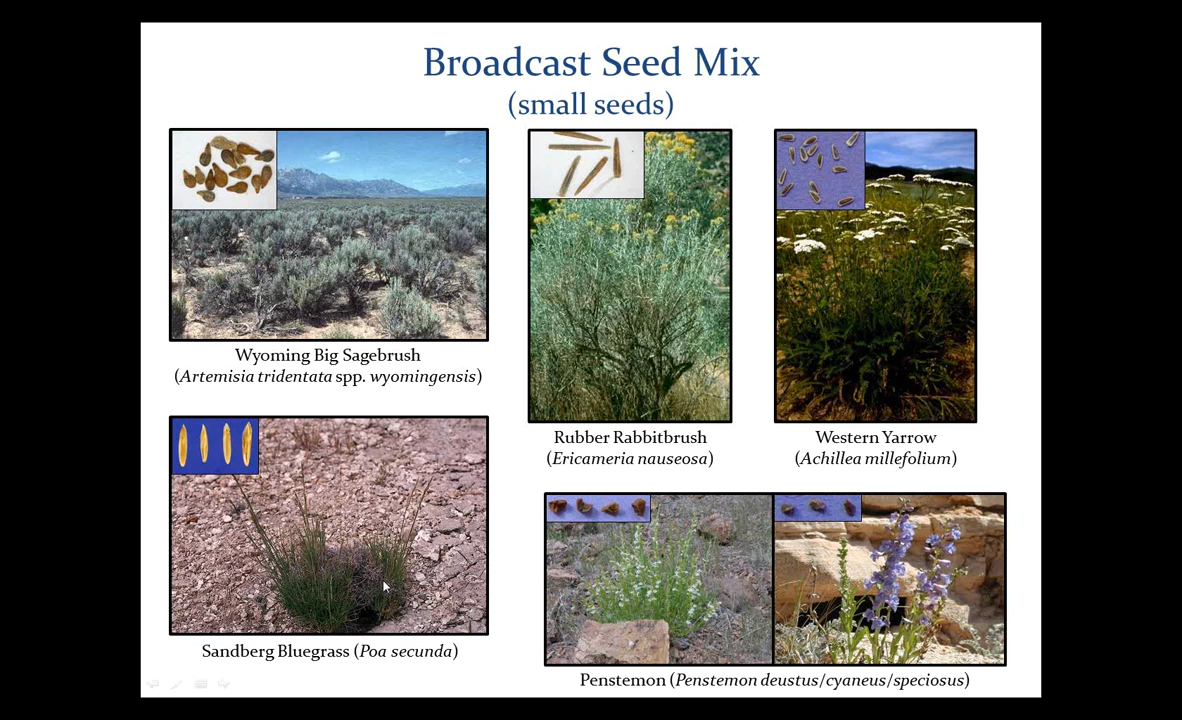 Broadcast Seed Mix
(small seeds)
Wyoming Big Sagebrush
(Artemisia tridentata spp. wyomingensis)
Rubber Rabbitbrush
(Ericameria nauseosa)
Western Yarrow
(Achillea millefolium)
Sandberg Bluegrass (Poa secunda)
Penstemon (Penstemon deustus/cyaneus/speciosus)